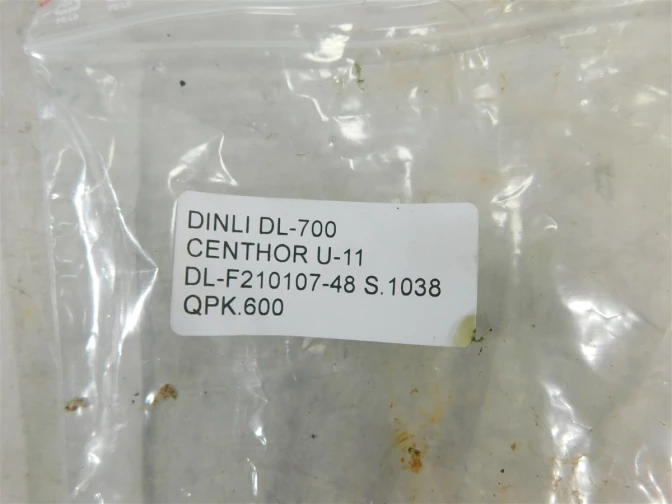 DINLI DL-700
CENTHOR U-11
DL-F210107-48 S.1038
QPK.600